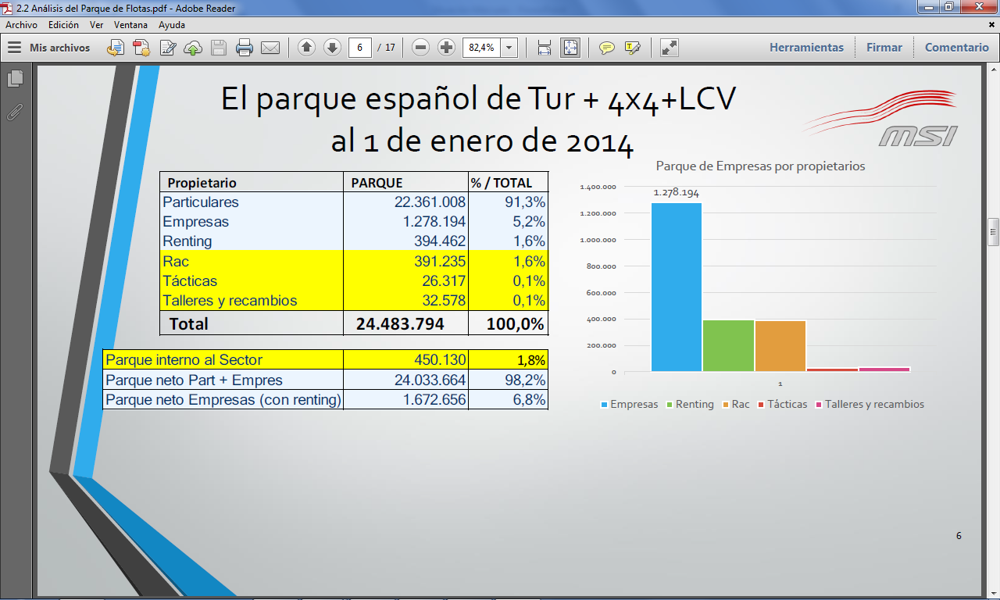 2.2 Análisis del Parque de Flotas.pdf - Adobe Reader
Archivo Edición Ver Ventana Ayuda
Mis archivos 6 / 17 82,4% Herramientas Firmar Comentario
El parque español de Tur + 4x4+LCV
al 1 de enero de 2014
msi
Propietario PARQUE % / TOTAL
Particulares 22.361.008 91,3%
Empresas 1.278.194 5,2%
Renting 394.462 1,6%
Rac 391.235 1,6%
Tácticas 26.317 0,1%
Talleres y recambios 32.578 0,1%
Total 24.483.794 100,0%
Parque interno al Sector 450.130 1,8%
Parque neto Part + Empres 24.033.664 98,2%
Parque neto Empresas (con renting) 1.672.656 6,8%
Parque de Empresas por propietarios
1.400.000
1.278.194
1.200.000
1.000.000
800.000
600.000
400.000
200.000
0
1
Empresas Renting Rac Tácticas Talleres y recambios
6